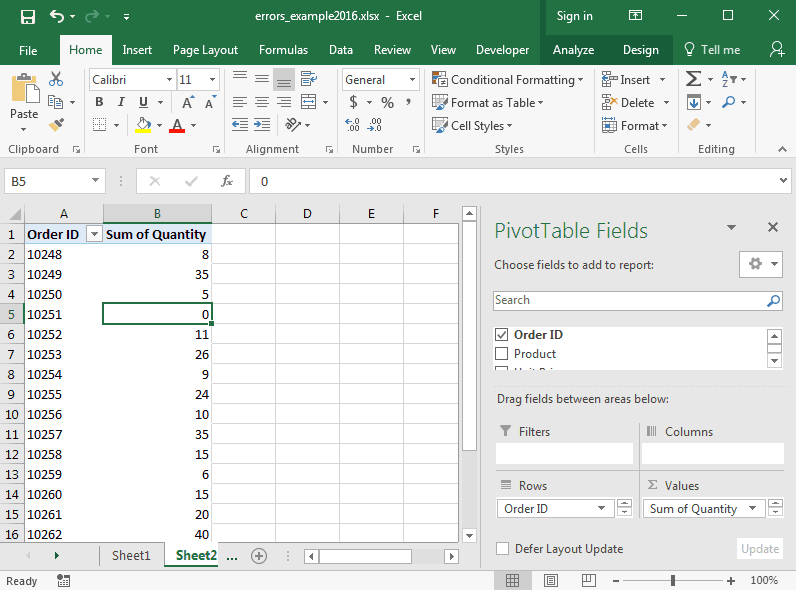 errors_example2016.xlsx - Excel
Sign in
File Home Insert Page Layout Formulas Data Review View Developer Analyze Design Tell me
Calibri 11 General Conditional Formatting Insert
Paste B I U A A $ % , Format as Table Delete
A Cell Styles Format
Clipboard Font Alignment Number Styles Cells Editing
B5 fx 0
A B C D E F
1 Order ID Sum of Quantity
2 10248 8
3 10249 35
4 10250 5
5 10251 0
6 10252 11
7 10253 26
8 10254 9
9 10255 24
10 10256 10
11 10257 35
12 10258 15
13 10259 6
14 10260 15
15 10261 20
16 10262 40
PivotTable Fields
Choose fields to add to report:
Search
Order ID
Product
Drag fields between areas below:
Filters Columns
Rows Values
Order ID Sum of Quantity
Defer Layout Update Update
Sheet1 Sheet2 ...
Ready 100%